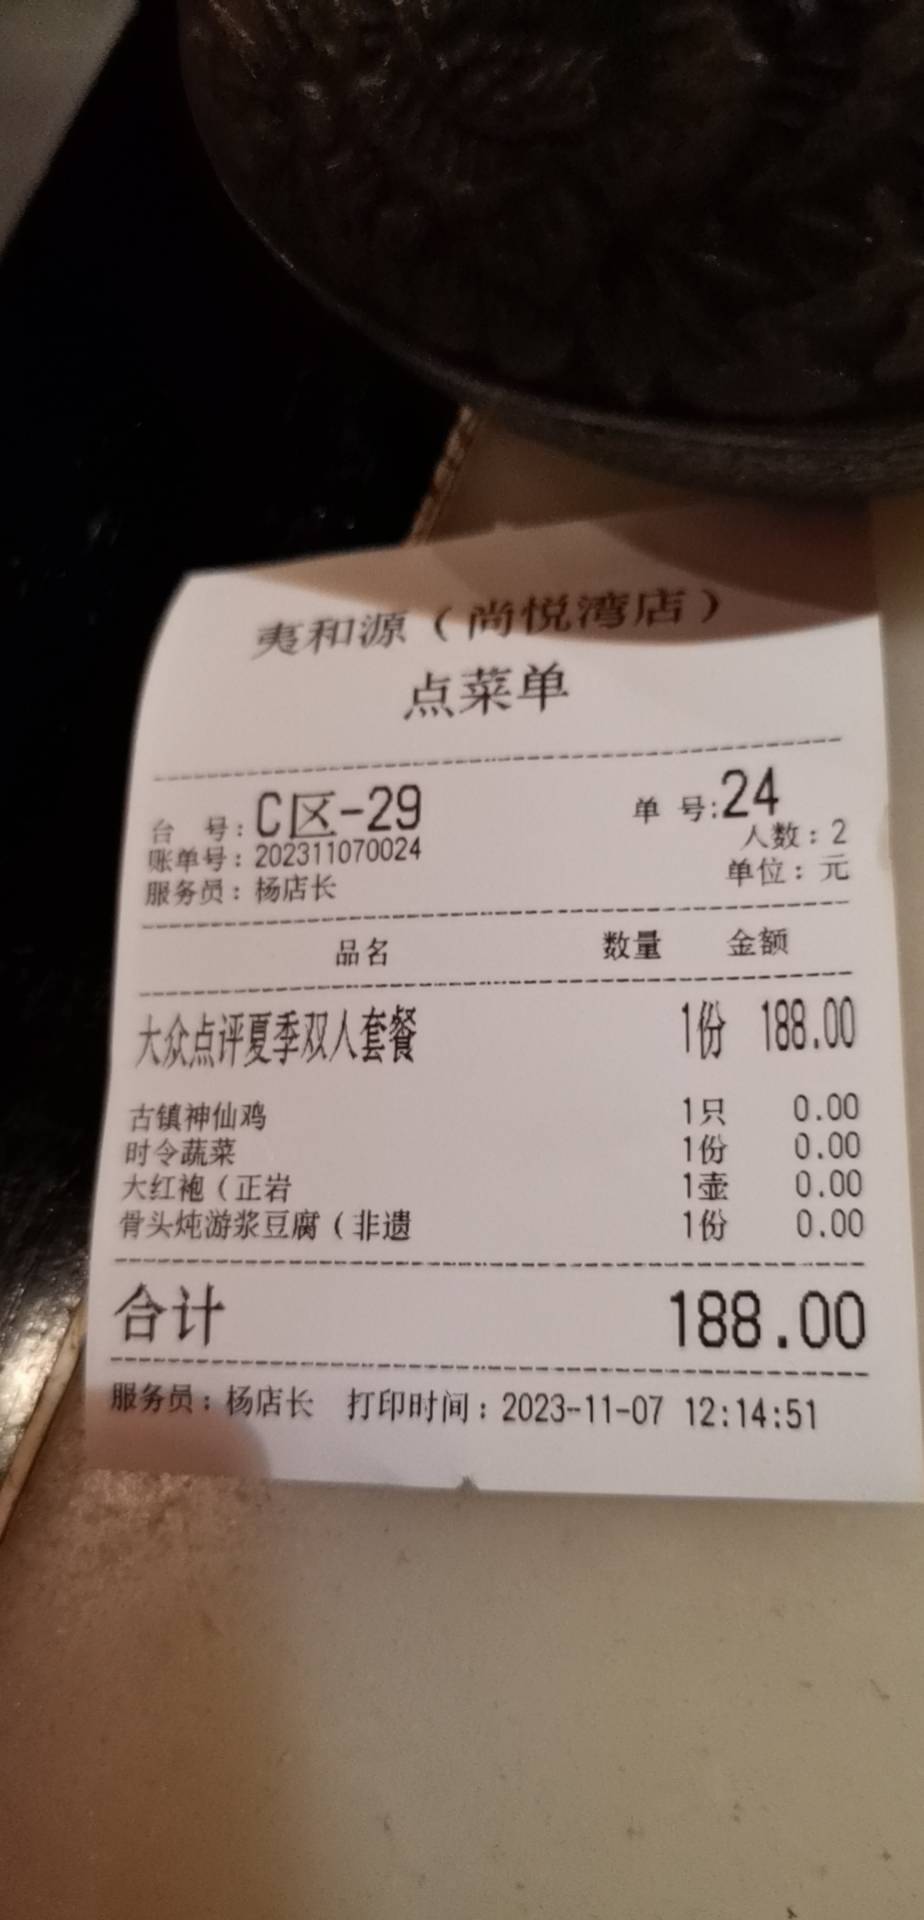 夷和源（尚悦湾店）
点菜单
台 号：C区-29 单 号:24
账单号：202311070024 人数：2
服务员：杨店长 单位：元
品名 数量 金额
大众点评夏季双人套餐 1份 188.00
古镇神仙鸡 1只 0.00
时令蔬菜 1份 0.00
大红袍（正岩 1壶 0.00
骨头炖游浆豆腐（非遗 1份 0.00
合计 188.00
服务员：杨店长 打印时间：2023-11-07 12:14:51